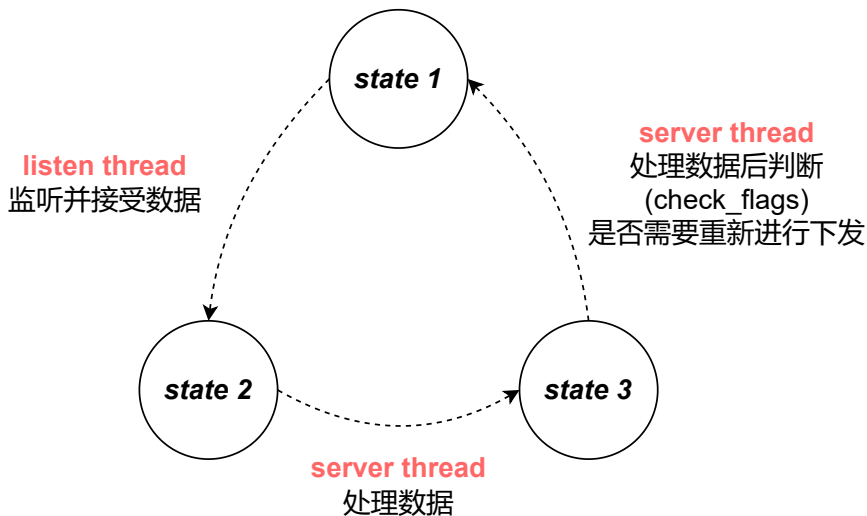 state 1
listen thread
监听并接受数据
server thread
处理数据后判断
(check_flags)
是否需要重新进行下发
state 2
state 3
server thread
处理数据